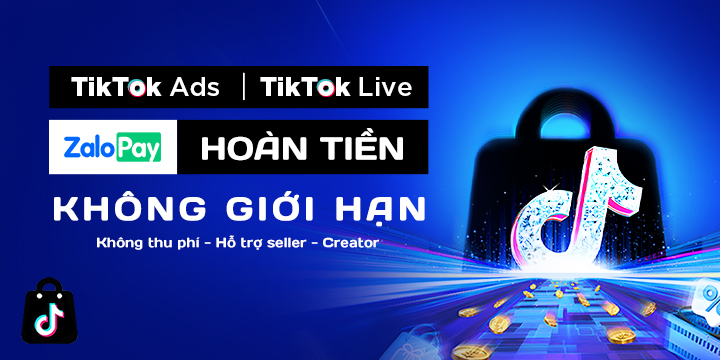 TikTok Ads | TikTok Live
ZaloPay HOÀN TIỀN
KHÔNG GIỚI HẠN
Không thu phí - Hỗ trợ seller - Creator
%